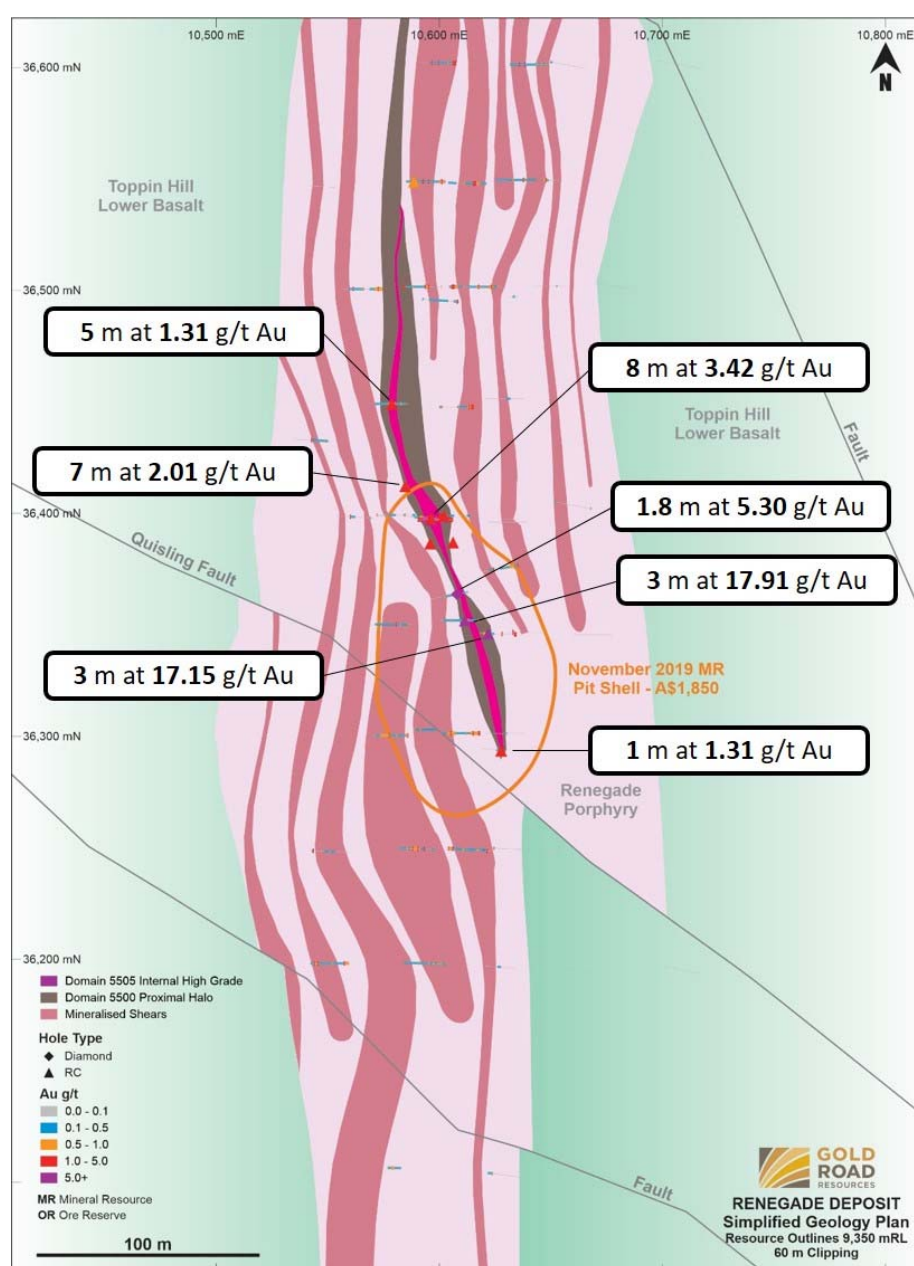 10,500 mE
10,600 mE
10,700 mE
10,800 mE
36,600 mN
N
Toppin Hill
Lower Basalt
36,500 mN
5 m at 1.31 g/t Au
8 m at 3.42 g/t Au
Toppin Hill
Lower Basalt
Fault
7 m at 2.01 g/t Au
36,400 mN
1.8 m at 5.30 g/t Au
Quisling Fault
3 m at 17.91 g/t Au
3 m at 17.15 g/t Au
November 2019 MR
Pit Shell - A$1,850
36,300 mN
1 m at 1.31 g/t Au
Renegade
Porphyry
36,200 mN
Domain 5505 Internal High Grade
Domain 5500 Proximal Halo
Mineralised Shears
Hole Type
Diamond
RC
Au g/t
0.0 - 0.1
0.1 - 0.5
0.5 - 1.0
1.0 - 5.0
5.0+
MR Mineral Resource
OR Ore Reserve
100 m
Fault
GOLD
ROAD
RESOURCES
RENEGADE DEPOSIT
Simplified Geology Plan
Resource Outlines 9,350 mRL
60 m Clipping